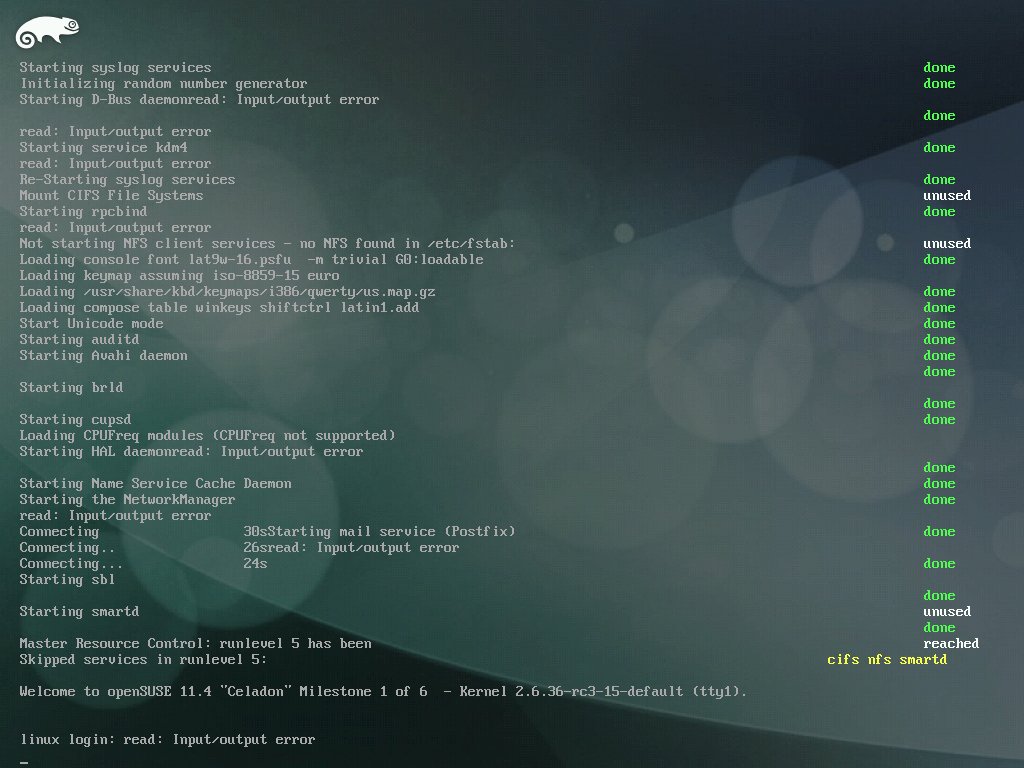 Starting syslog services done
Initializing random number generator done
Starting D-Bus daemonread: Input/output error
done
read: Input/output error
Starting service kdm4 done
read: Input/output error
Re-Starting syslog services done
Mount CIFS File Systems unused
Starting rpcbind done
read: Input/output error
Not starting NFS client services - no NFS found in /etc/fstab: unused
Loading console font lat9w-16.psfu  -m trivial G0:loadable done
Loading keymap assuming iso-8859-15 euro
Loading /usr/share/kbd/keymaps/i386/qwerty/us.map.gz done
Loading compose table winkeys shiftctrl latin1.add done
Start Unicode mode done
Starting auditd done
Starting Avahi daemon done
done
Starting brld
done
Starting cupsd done
Loading CPUFreq modules (CPUFreq not supported)
Starting HAL daemonread: Input/output error
done
Starting Name Service Cache Daemon done
Starting the NetworkManager done
read: Input/output error
Connecting 30sStarting mail service (Postfix) done
Connecting.. 26sread: Input/output error
Connecting... 24s done
Starting sbl
done
Starting smartd unused
done
Master Resource Control: runlevel 5 has been reached
Skipped services in runlevel 5: cifs nfs smartd
Welcome to openSUSE 11.4 "Celadon" Milestone 1 of 6  - Kernel 2.6.36-rc3-15-default (tty1).
linux login: read: Input/output error
_